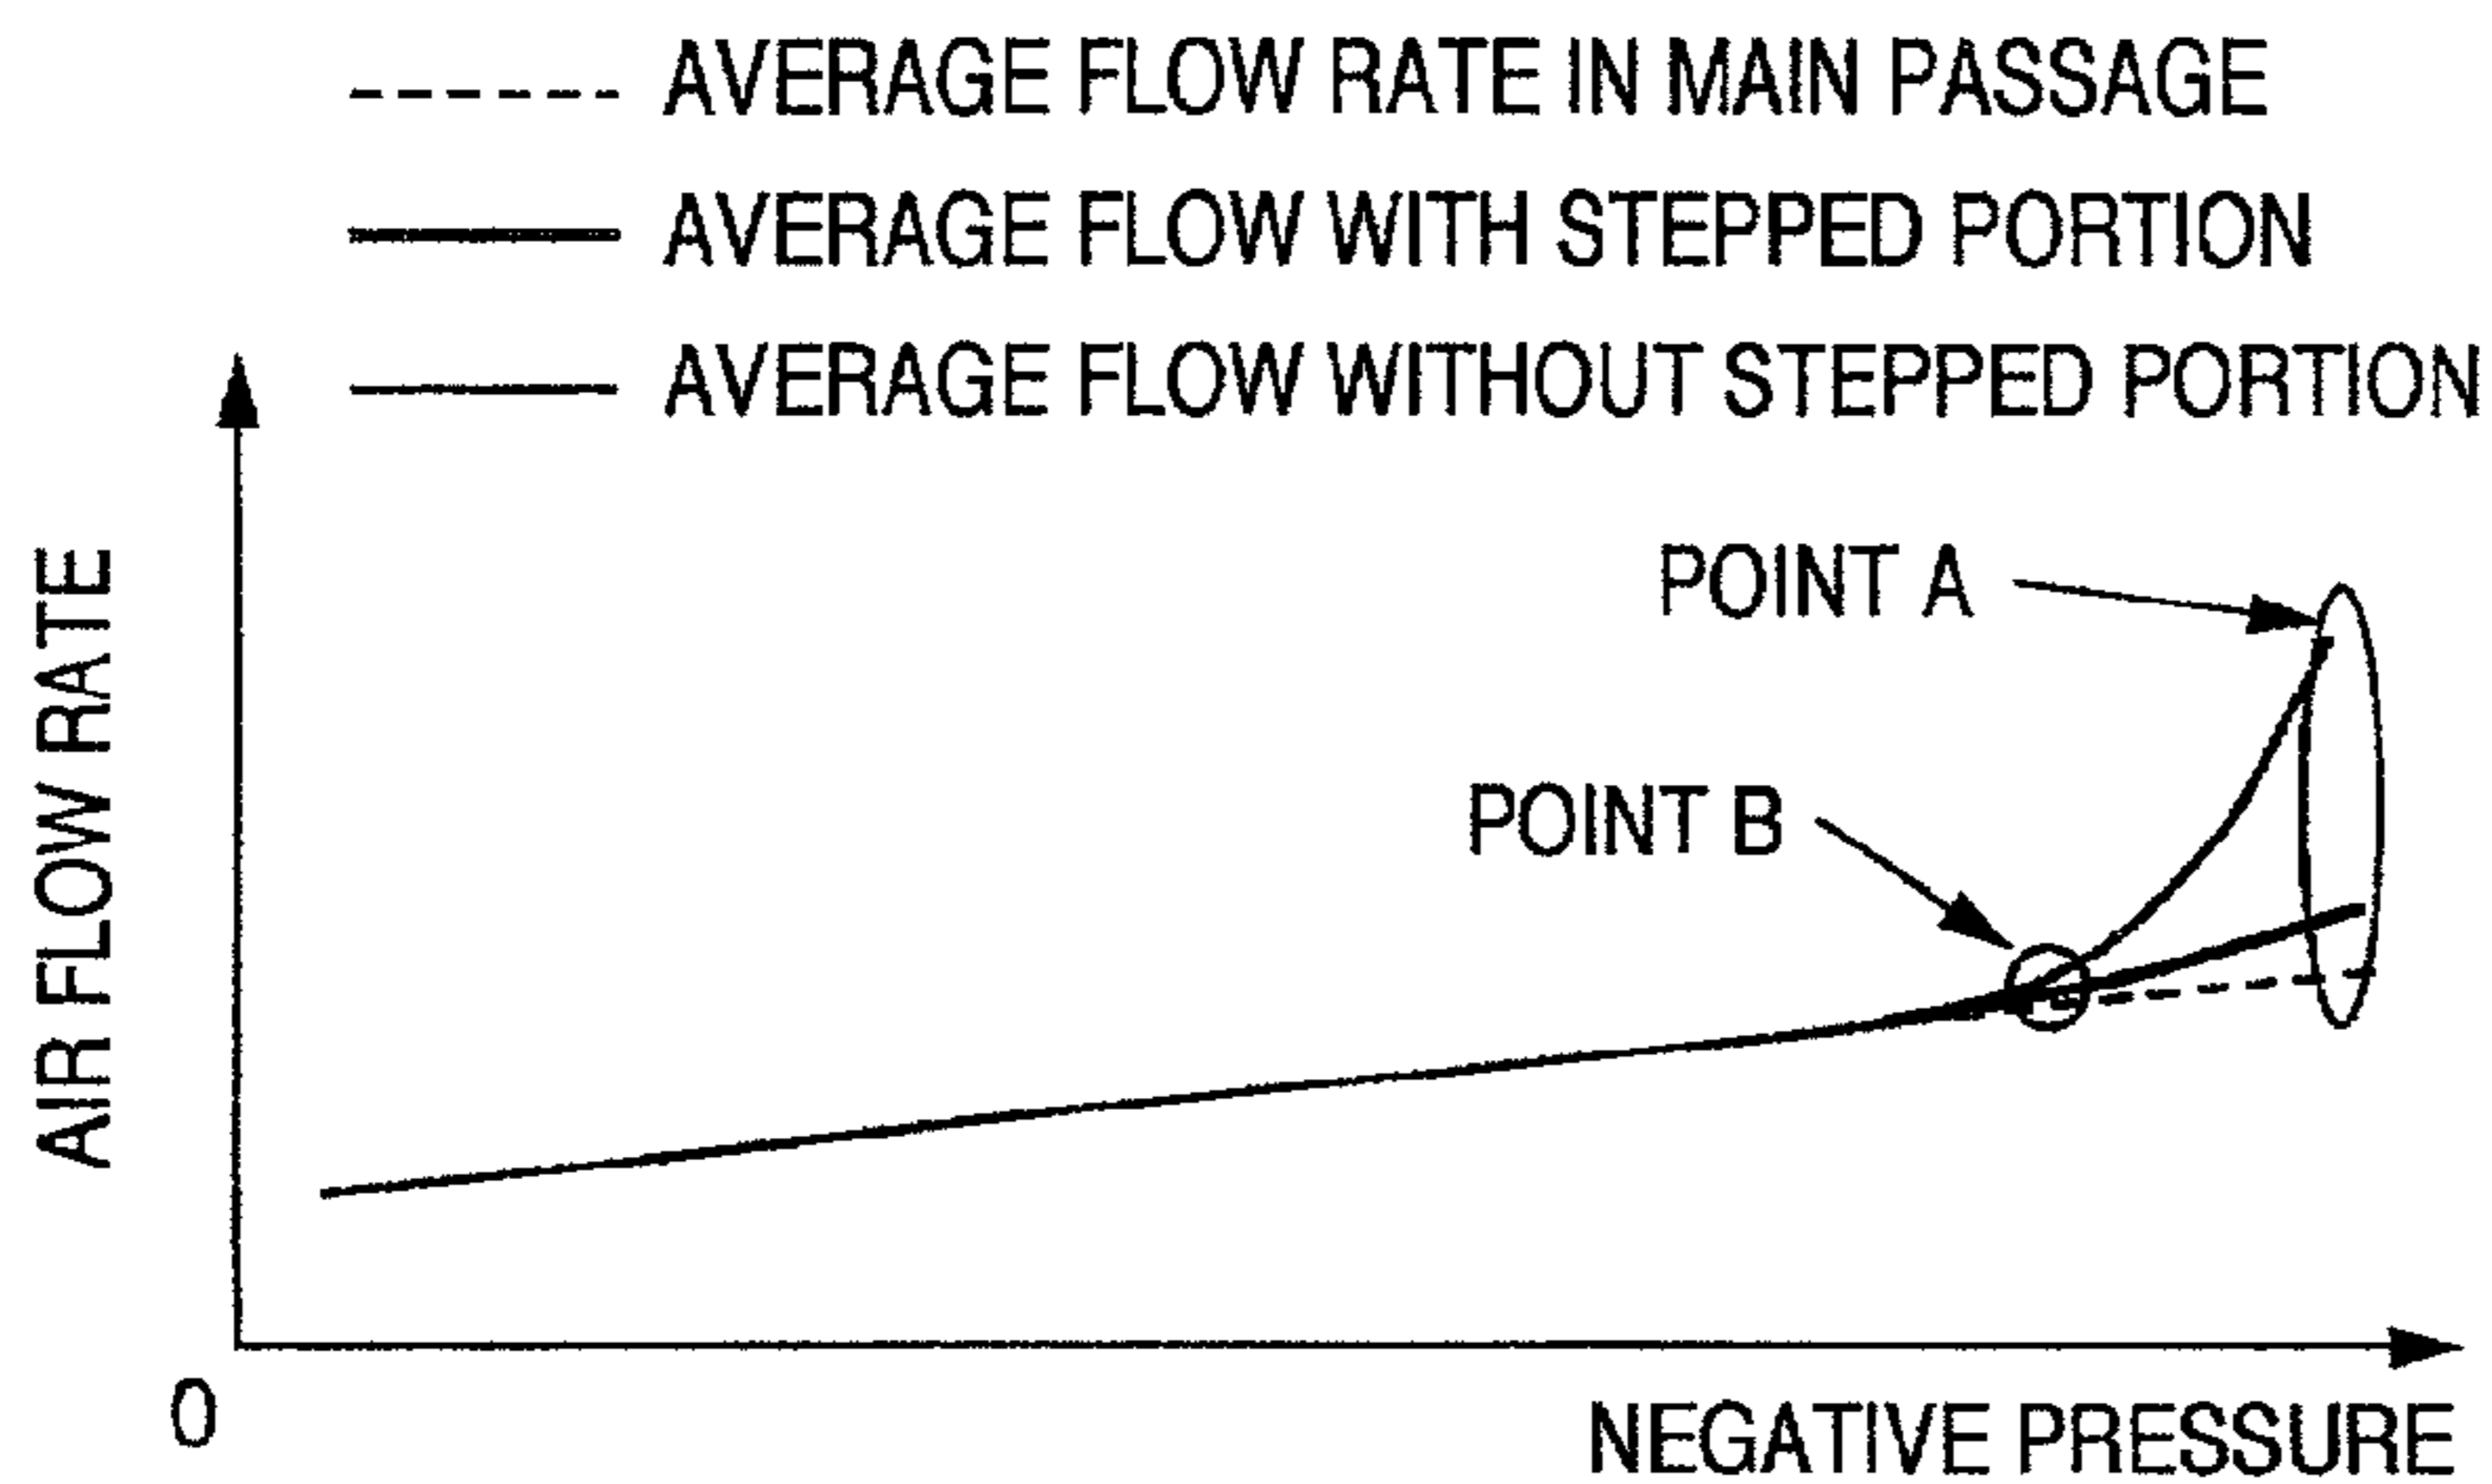 AVERAGE FLOW RATE IN MAIN PASSAGE
AVERAGE FLOW WITH STEPPED PORTION
AVERAGE FLOW WITHOUT STEPPED PORTION
AIR FLOW RATE
POINT A
POINT B
0
NEGATIVE PRESSURE